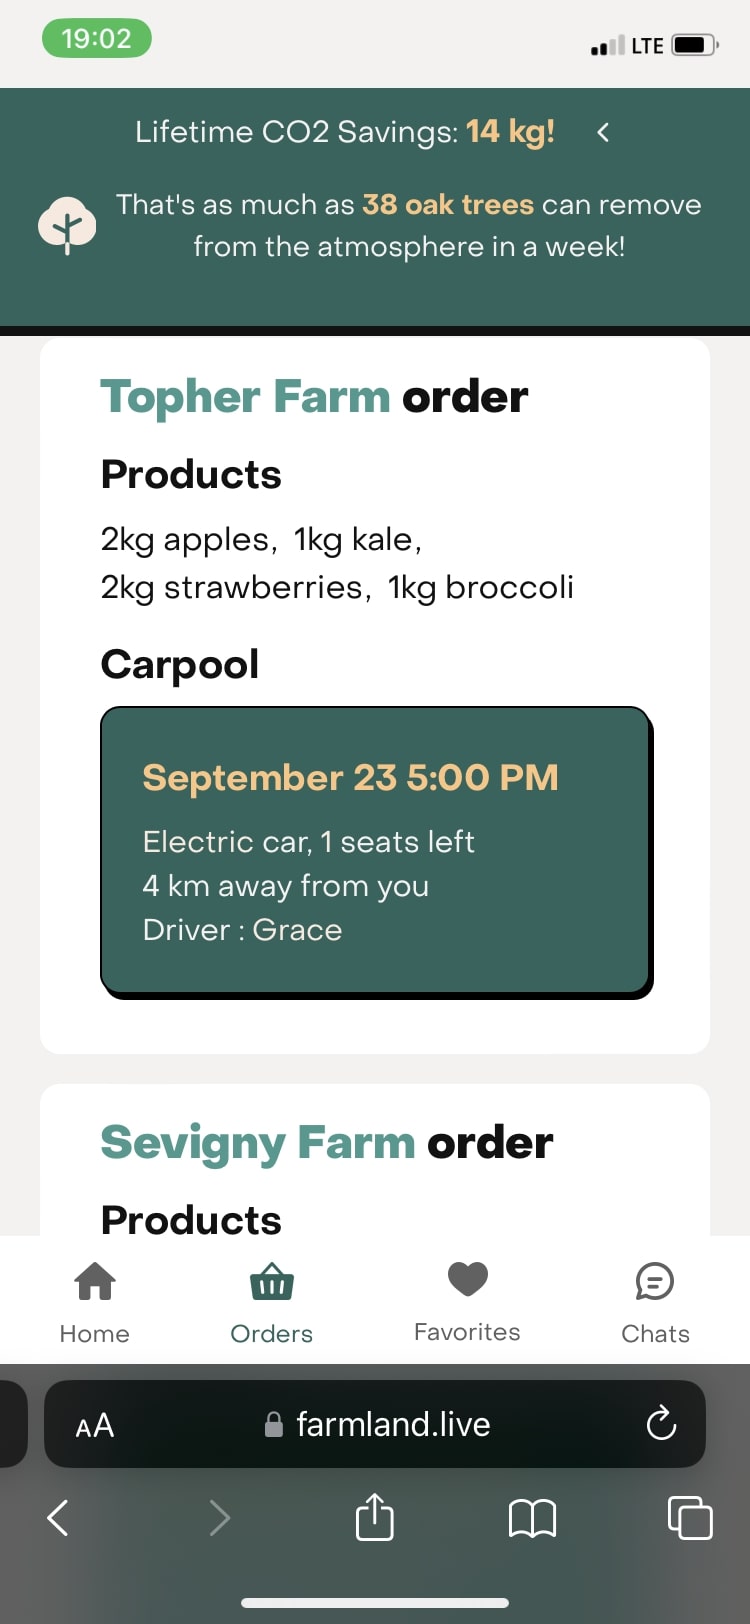 19:02
LTE
Lifetime CO2 Savings: 14 kg!
That's as much as 38 oak trees can remove
from the atmosphere in a week!
Topher Farm order
Products
2kg apples, 1kg kale,
2kg strawberries, 1kg broccoli
Carpool
September 23 5:00 PM
Electric car, 1 seats left
4 km away from you
Driver : Grace
Sevigny Farm order
Products
Home Orders Favorites Chats
AA farmland.live